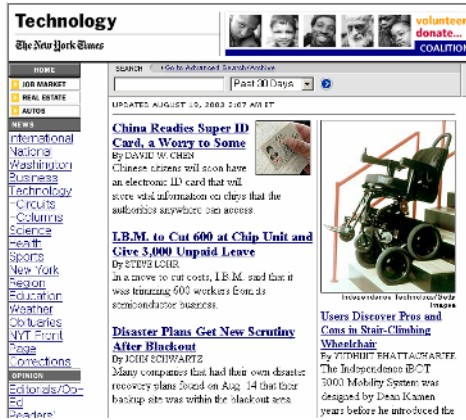 Technology
The New York Times
volunteer
donate...
COALITION
HOME
JOB MARKET
REAL ESTATE
AUTOS
NEWS
International
National
Washington
Business
Technology
-Circuits
-Columns
Science
Health
Sports
New York
Region
Education
Weather
Obituaries
NYT Front
Page
Corrections
OPINION
Editorials/Op-
Ed
Readers'
SEARCH Go to Advanced Search/Archive
Past 30 Days
UPDATED AUGUST 19, 2003 2:07 AM ET
China Readies Super ID
Card, a Worry to Some
By DAVID W. CHEN
Chinese citizens will soon have
an electronic ID card that will
store vital information on chips that the
authorities anywhere can access.
I.B.M. to Cut 600 at Chip Unit and
Give 3,000 Unpaid Leave
By STEVE LOHR
In a move to cut costs, I.B.M. said that it
was trimming 600 workers from its
semiconductor business.
Disaster Plans Get New Scrutiny
After Blackout
By JOHN SCHWARTZ
Many companies that had their own disaster
recovery plans found on Aug. 14 that their
backup site was within the blackout area.
Independence Technology/Getty
Images
Users Discover Pros and
Cons in Stair-Climbing
Wheelchair
By YUDHIJIT BHATTACHARJEE
The Independence iBOT
3000 Mobility System was
designed by Dean Kamen
years before he introduced the